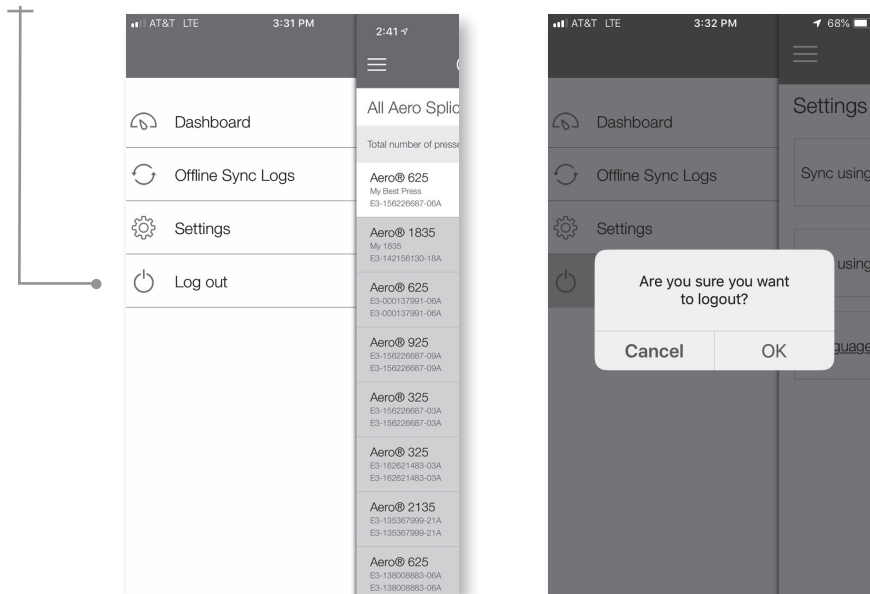 AT&T LTE 3:31 PM
Dashboard
Offline Sync Logs
Settings
Log out
2:41
All Aero Splic
Total number of presse
Aero® 625
My Best Press
E3-156226687-06A
Aero® 1835
My 1835
E3-142156130-18A
Aero® 625
E3-000137991-06A
E3-000137991-06A
Aero® 925
E3-156226687-09A
E3-156226687-09A
Aero® 325
E3-156226687-03A
E3-156226687-03A
Aero® 325
E3-162621483-03A
E3-162621483-03A
Aero® 2135
E3-135367999-21A
E3-135367999-21A
Aero® 625
E3-138008883-06A
E3-138008883-06A
AT&T LTE 3:32 PM 68%
Dashboard
Offline Sync Logs
Settings
Settings
Sync using
using
guage
Are you sure you want
to logout?
Cancel OK